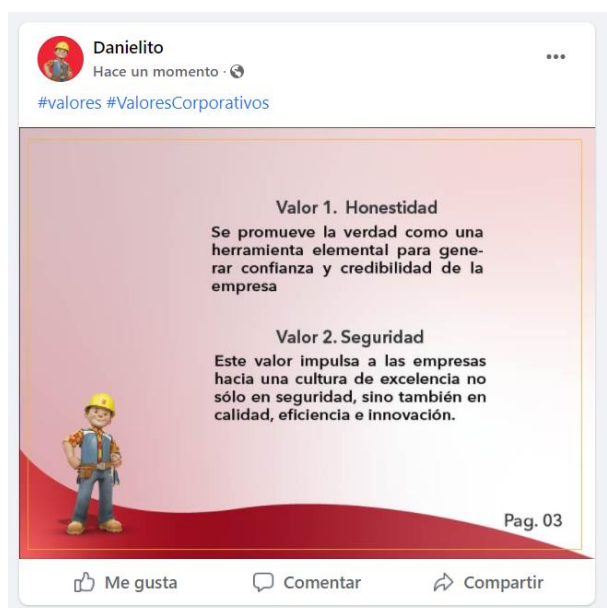 Danielito
Hace un momento ·
#valores #ValoresCorporativos
Valor 1. Honestidad
Se promueve la verdad como una
herramienta elemental para gene-
rar confianza y credibilidad de la
empresa
Valor 2. Seguridad
Este valor impulsa a las empresas
hacia una cultura de excelencia no
sólo en seguridad, sino también en
calidad, eficiencia e innovación.
Pag. 03
Me gusta
Comentar
Compartir